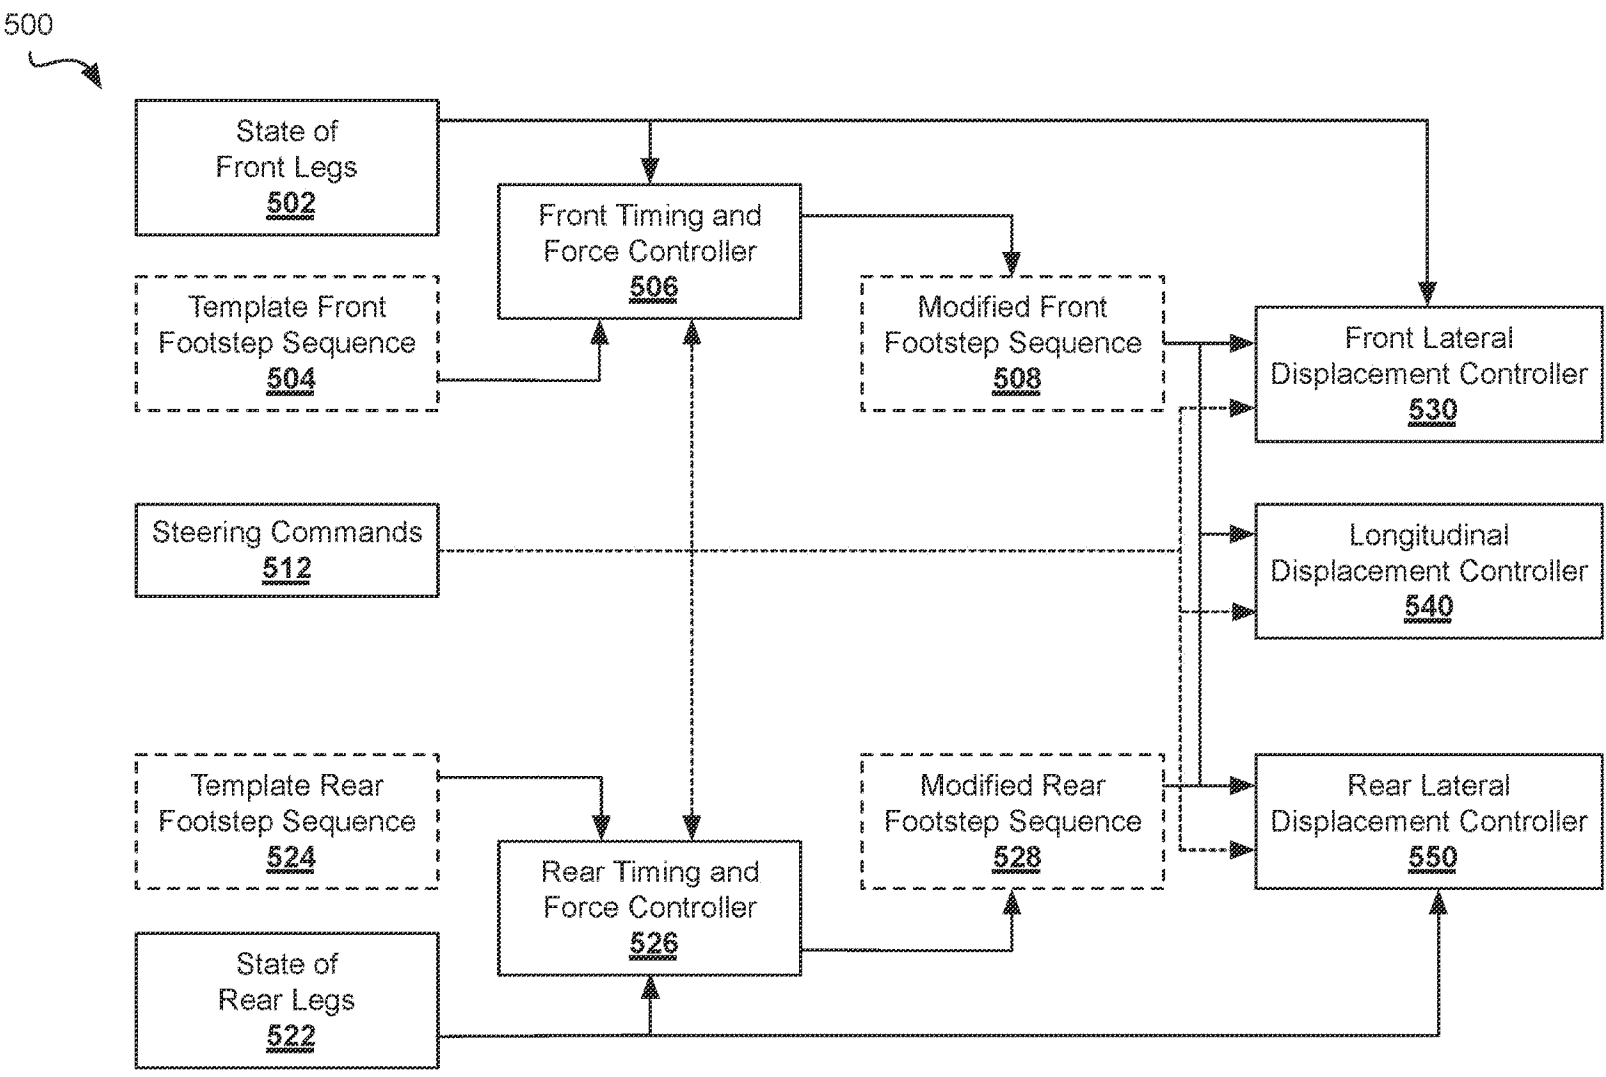 500
State of
Front Legs
502
Template Front
Footstep Sequence
504
Front Timing and
Force Controller
506
Modified Front
Footstep Sequence
508
Front Lateral
Displacement Controller
530
Steering Commands
512
Longitudinal
Displacement Controller
540
Template Rear
Footstep Sequence
524
State of
Rear Legs
522
Rear Timing and
Force Controller
526
Modified Rear
Footstep Sequence
528
Rear Lateral
Displacement Controller
550